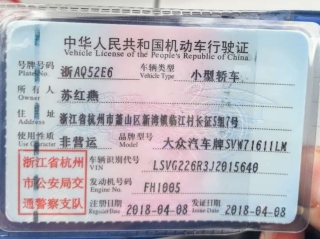 中华人民共和国机动车行驶证
Vehicle License of the People's Republic of China
号牌号码 浙AQ52E6 车辆类型 小型轿车
Plate No. Vehicle Type
所有人 苏红燕
Owner
住址 浙江省杭州市萧山区新湾镇临江村长征5组7号
Address
使用性质 非营运 品牌型号 大众汽车牌SVW71611LM
Use Character Model
浙江省杭州 车辆识别代号 LSVG226R3J2015640
VIN
市公安局交 发动机号码 FH1005
Engine No.
通警察支队 注册日期 2018-04-08 发证日期 2018-04-08
Register Date Issue Date